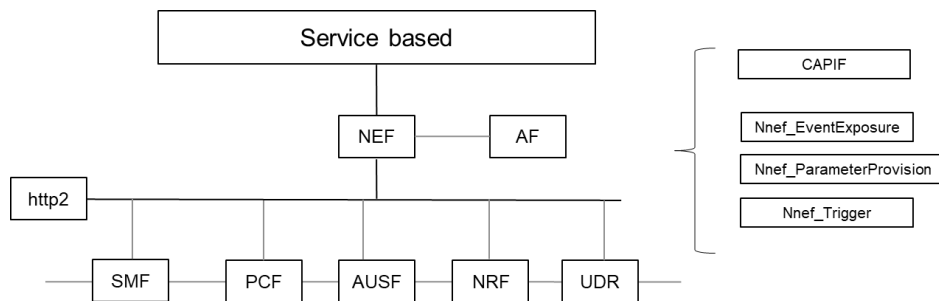 Service based
CAPIF
NEF
AF
Nnef_EventExposure
Nnef_ParameterProvision
http2
Nnef_Trigger
SMF
PCF
AUSF
NRF
UDR